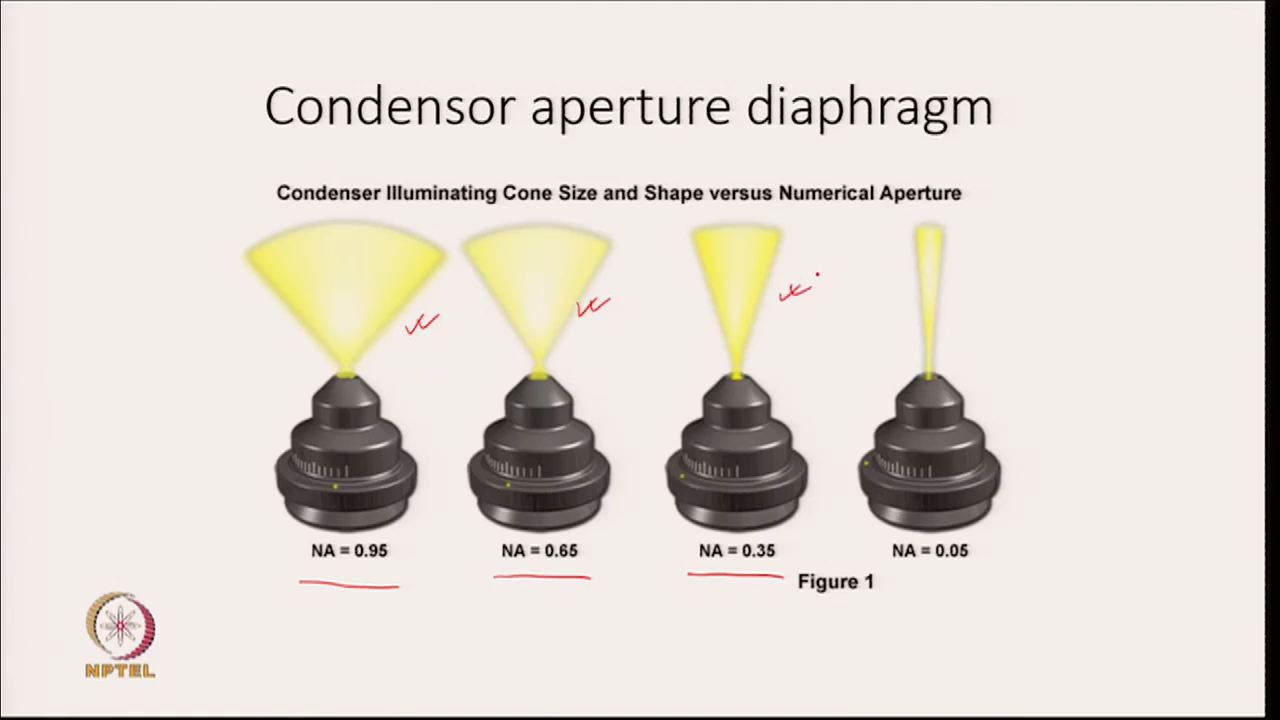 Condensor aperture diaphragm
Condenser Illuminating Cone Size and Shape versus Numerical Aperture
NA = 0.95 NA = 0.65 NA = 0.35 NA = 0.05
Figure 1
NPTEL